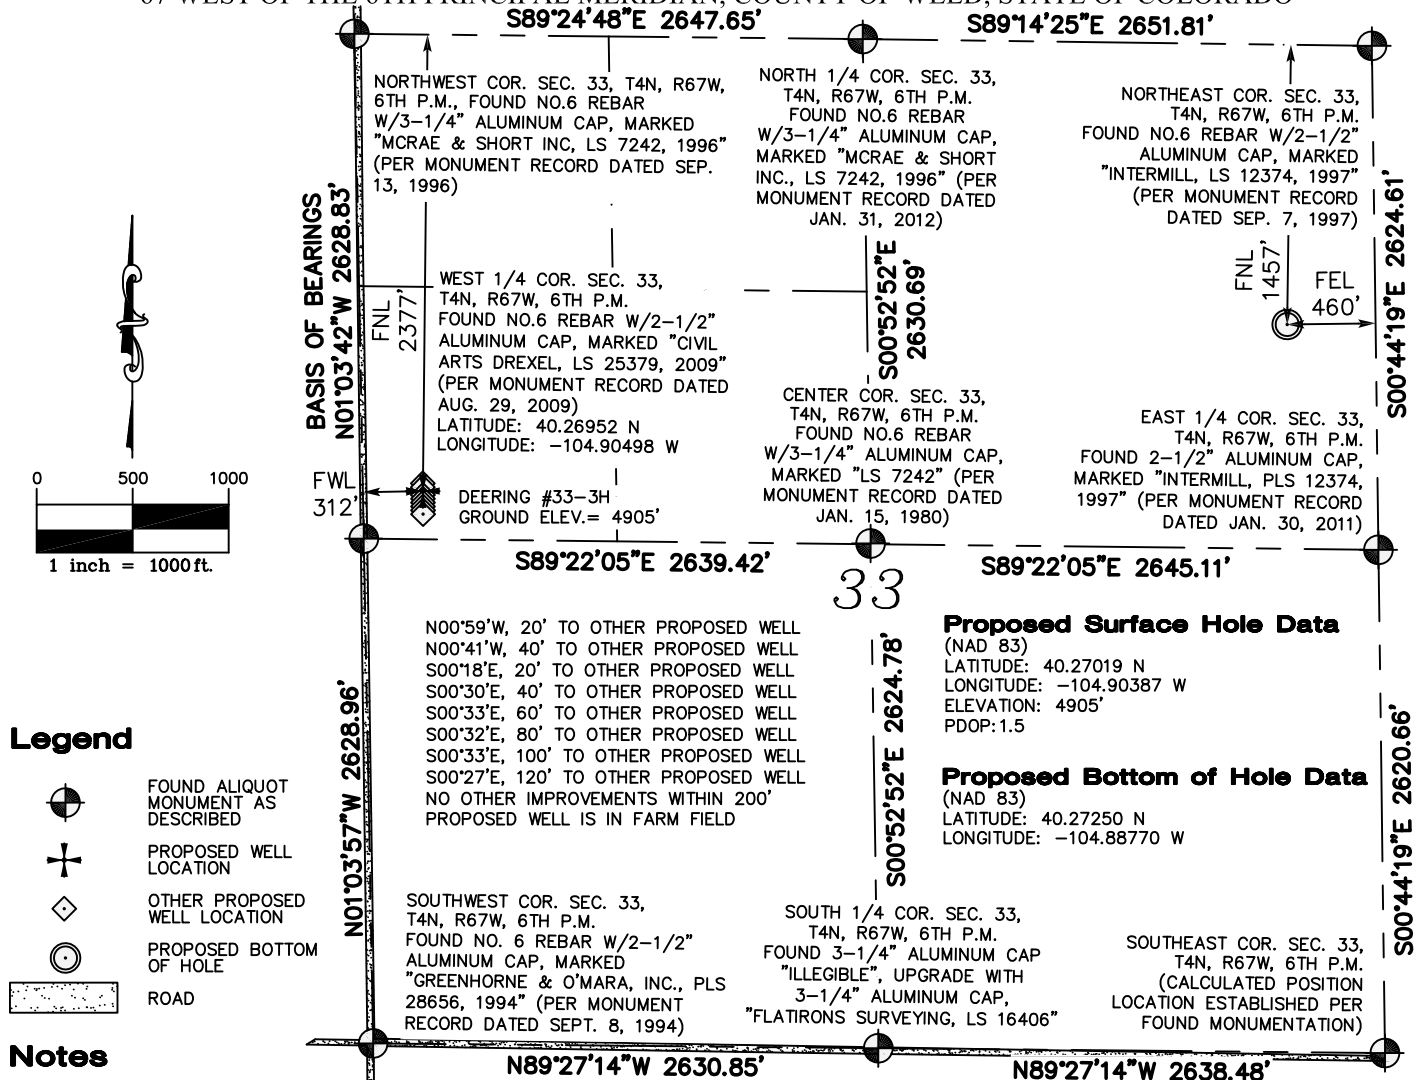 67 WEST OF THE 6TH PRINCIPAL MERIDIAN, COUNTY OF WELD, STATE OF COLORADO
S89°24'48"E 2647.65'
S89°14'25"E 2651.81'
NORTHWEST COR. SEC. 33, T4N, R67W,
6TH P.M., FOUND NO.6 REBAR
W/3-1/4" ALUMINUM CAP, MARKED
"MCRAE & SHORT INC, LS 7242, 1996"
(PER MONUMENT RECORD DATED SEP.
13, 1996)
NORTH 1/4 COR. SEC. 33,
T4N, R67W, 6TH P.M.
FOUND NO.6 REBAR
W/3-1/4" ALUMINUM CAP,
MARKED "MCRAE & SHORT
INC., LS 7242, 1996" (PER
MONUMENT RECORD DATED
JAN. 31, 2012)
NORTHEAST COR. SEC. 33,
T4N, R67W, 6TH P.M.
FOUND NO.6 REBAR W/2-1/2"
ALUMINUM CAP, MARKED
"INTERMILL, LS 12374, 1997"
(PER MONUMENT RECORD
DATED SEP. 7, 1997)
BASIS OF BEARINGS
N01°03'42"W 2628.83'
FNL
2377'
WEST 1/4 COR. SEC. 33,
T4N, R67W, 6TH P.M.
FOUND NO.6 REBAR W/2-1/2"
ALUMINUM CAP, MARKED "CIVIL
ARTS DREXEL, LS 25379, 2009"
(PER MONUMENT RECORD DATED
AUG. 29, 2009)
LATITUDE: 40.26952 N
LONGITUDE: -104.90498 W
S00°52'52"E
2630.69'
FNL
1457'
FEL
460'
S00°44'19"E 2624.61'
CENTER COR. SEC. 33,
T4N, R67W, 6TH P.M.
FOUND NO.6 REBAR
W/3-1/4" ALUMINUM CAP,
MARKED "LS 7242" (PER
MONUMENT RECORD DATED
JAN. 15, 1980)
EAST 1/4 COR. SEC. 33,
T4N, R67W, 6TH P.M.
FOUND 2-1/2" ALUMINUM CAP,
MARKED "INTERMILL, PLS 12374,
1997" (PER MONUMENT RECORD
DATED JAN. 30, 2011)
0 500 1000
1 inch = 1000 ft.
FWL
312'
DEERING #33-3H
GROUND ELEV.= 4905'
S89°22'05"E 2639.42'
S89°22'05"E 2645.11'
33
N00°59'W, 20' TO OTHER PROPOSED WELL
N00°41'W, 40' TO OTHER PROPOSED WELL
S00°18'E, 20' TO OTHER PROPOSED WELL
S00°30'E, 40' TO OTHER PROPOSED WELL
S00°33'E, 60' TO OTHER PROPOSED WELL
S00°32'E, 80' TO OTHER PROPOSED WELL
S00°33'E, 100' TO OTHER PROPOSED WELL
S00°27'E, 120' TO OTHER PROPOSED WELL
NO OTHER IMPROVEMENTS WITHIN 200'
PROPOSED WELL IS IN FARM FIELD
N01°03'57"W 2628.96'
S00°52'52"E 2624.78'
Proposed Surface Hole Data
(NAD 83)
LATITUDE: 40.27019 N
LONGITUDE: -104.90387 W
ELEVATION: 4905'
PDOP:1.5
Proposed Bottom of Hole Data
(NAD 83)
LATITUDE: 40.27250 N
LONGITUDE: -104.88770 W
S00°44'19"E 2620.66'
Legend
FOUND ALIQUOT
MONUMENT AS
DESCRIBED
PROPOSED WELL
LOCATION
OTHER PROPOSED
WELL LOCATION
PROPOSED BOTTOM
OF HOLE
ROAD
SOUTHWEST COR. SEC. 33,
T4N, R67W, 6TH P.M.
FOUND NO. 6 REBAR W/2-1/2"
ALUMINUM CAP, MARKED
"GREENHORNE & O'MARA, INC., PLS
28656, 1994" (PER MONUMENT
RECORD DATED SEPT. 8, 1994)
SOUTH 1/4 COR. SEC. 33,
T4N, R67W, 6TH P.M.
FOUND 3-1/4" ALUMINUM CAP
"ILLEGIBLE", UPGRADE WITH
3-1/4" ALUMINUM CAP,
"FLATIRONS SURVEYING, LS 16406"
SOUTHEAST COR. SEC. 33,
T4N, R67W, 6TH P.M.
(CALCULATED POSITION
LOCATION ESTABLISHED PER
FOUND MONUMENTATION)
N89°27'14"W 2630.85'
N89°27'14"W 2638.48'
Notes